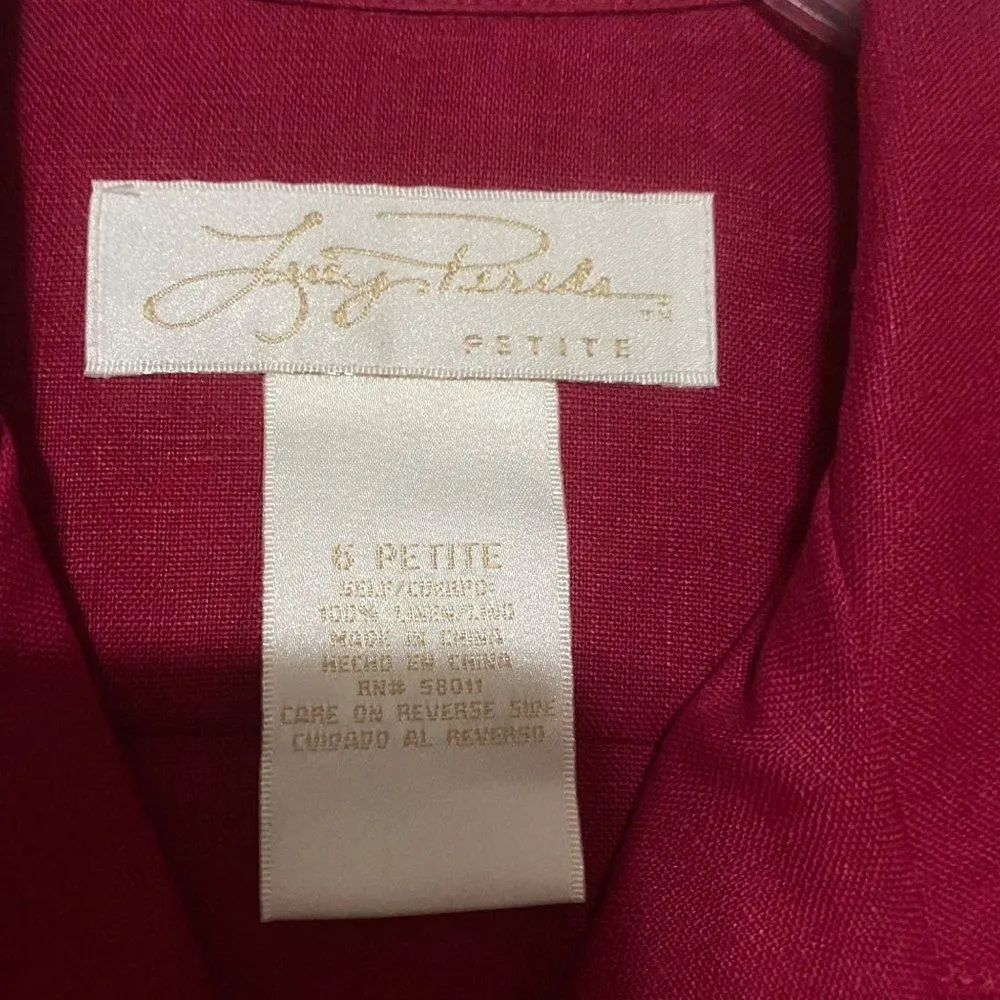 Lucy Pereda ™
PETITE
6 PETITE
SELF/CUERPO:
100% LINEN/LINO
MADE IN CHINA
HECHO EN CHINA
RN# 58011
CARE ON REVERSE SIDE
CUIDADO AL REVERSO